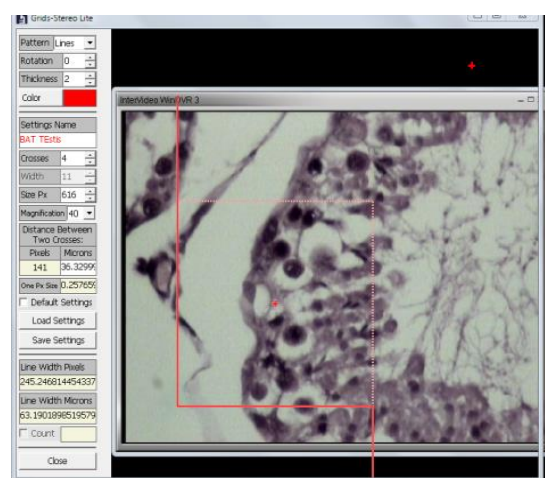 Grids-Stereo Lite
Pattern Lines
Rotation 0
Thickness 2
Color
InterVideo WinDVR 3
Settings Name
BAT TEstis
Crosses 4
Width 11
Size Px 616
Magnification 40
Distance Between
Two Crosses:
Pixels Microns
141 36.3299
One Px Size 0.257659
Default Settings
Load Settings
Save Settings
Line Width Pixels
245.246814454337
Line Width Microns
63.1901898519579
Count
Close